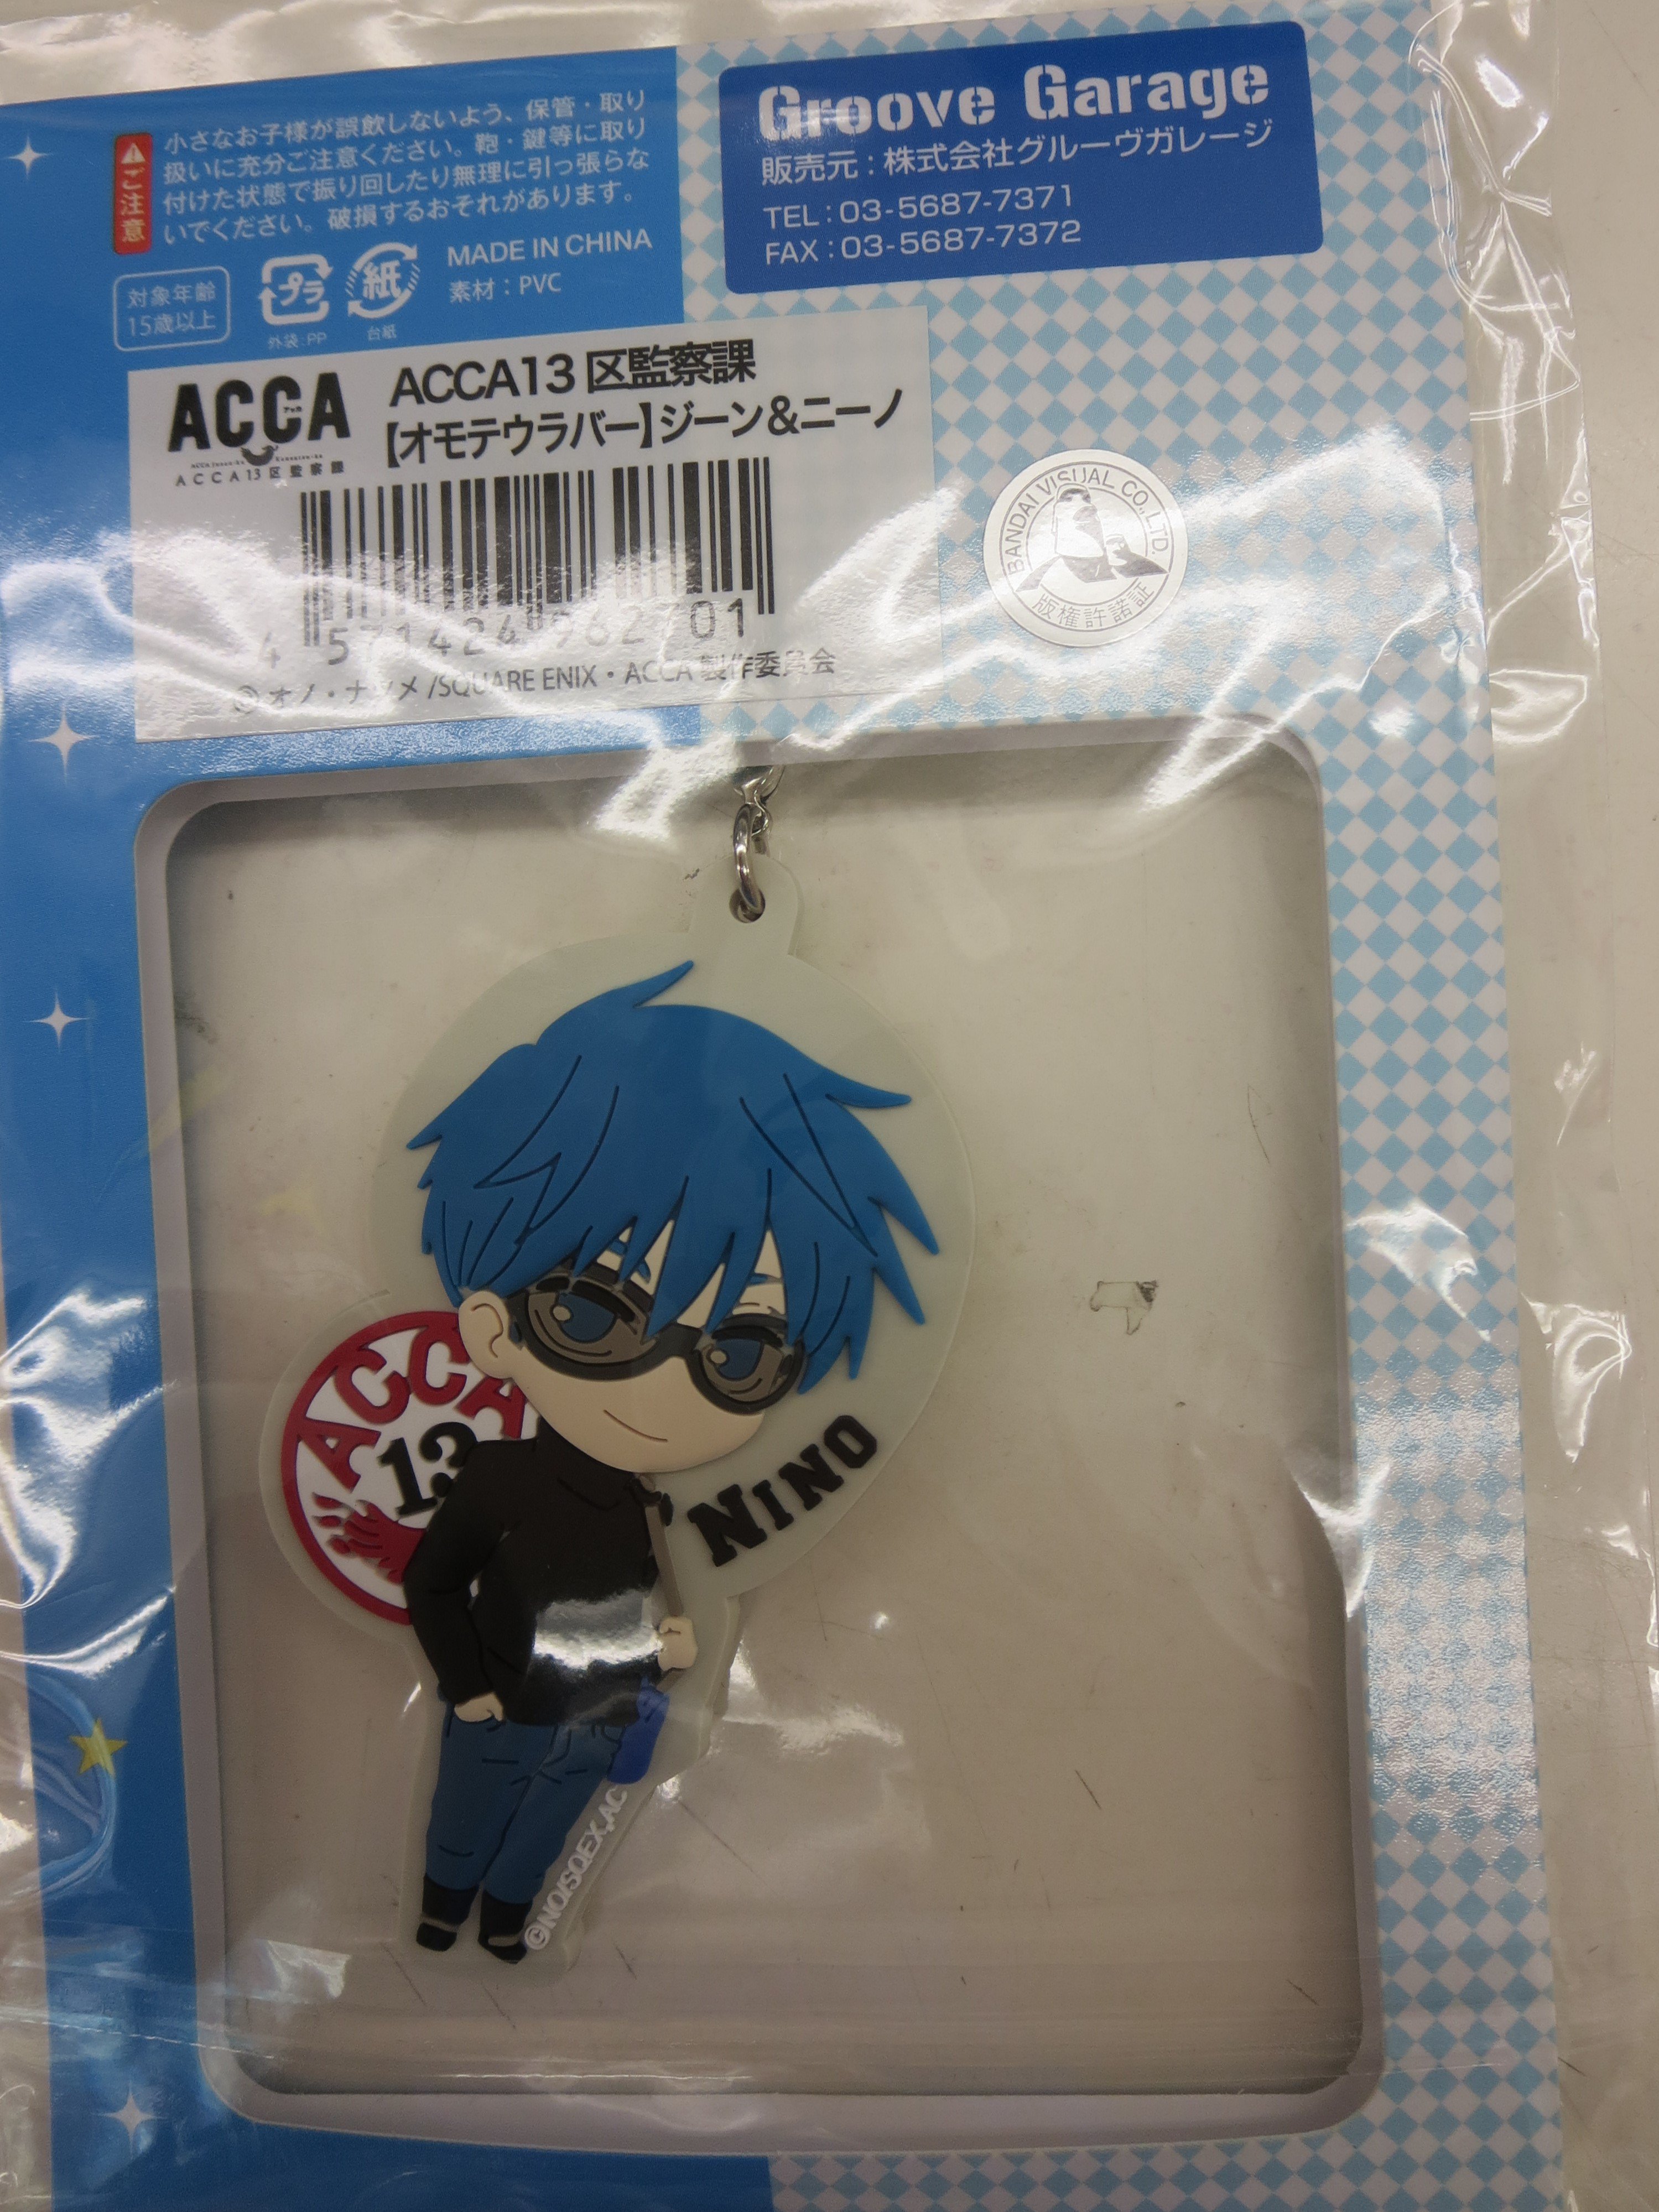 ご注意
小さなお子様が誤飲しないよう、保管・取り
扱いに充分ご注意ください。鞄・鍵等に取り
付けた状態で振り回したり無理に引っ張らな
いでください。破損するおそれがあります。
対象年齢
15歳以上
プラ
外装:PP
紙
台紙
MADE IN CHINA
素材:PVC
Groove Garage
販売元:株式会社グルーヴガレージ
TEL:03-5687-7371
FAX:03-5687-7372
ACCA
ACCA13区監察課
ACCA13区監察課
【オモテウラバー】ジーン&ニーノ
4 571424 962701
©オノ・ナツメ/SQUARE ENIX・ACCA製作委員会
BANDAI VISUAL CO.,LTD.
版権許諾証
ACCA
13
NINO
©NO/SQEX,AC